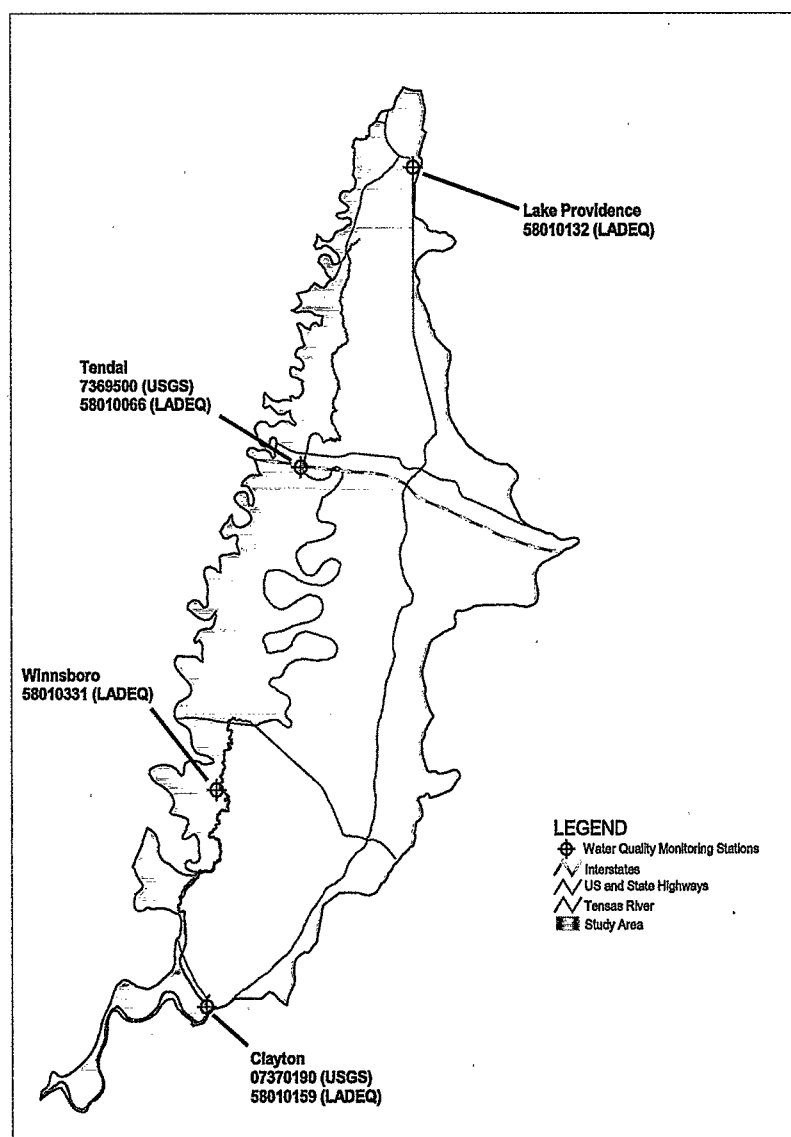 Lake Providence
58010132 (LADEQ)
Tendal
7369500 (USGS)
58010066 (LADEQ)
Winnsboro
58010331 (LADEQ)
LEGEND
Water Quality Monitoring Stations
Interstates
US and State Highways
Tensas River
Study Area
Clayton
07370190 (USGS)
58010159 (LADEQ)